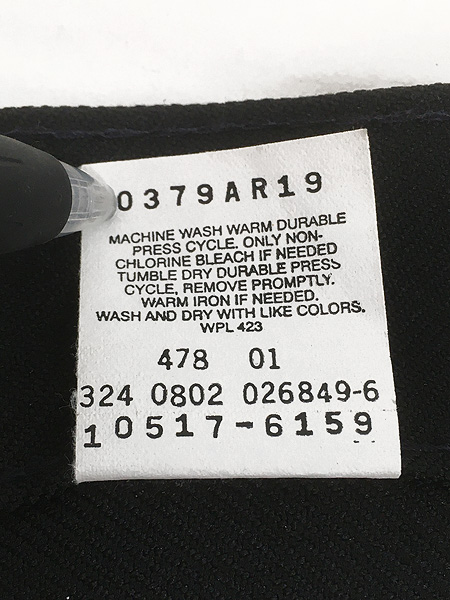 0379AR19
MACHINE WASH WARM DURABLE
PRESS CYCLE. ONLY NON-
CHLORINE BLEACH IF NEEDED
TUMBLE DRY DURABLE PRESS
CYCLE, REMOVE PROMPTLY.
WARM IRON IF NEEDED.
WASH AND DRY WITH LIKE COLORS.
WPL 423
478 01
324 0802 026849-6
10517-6159